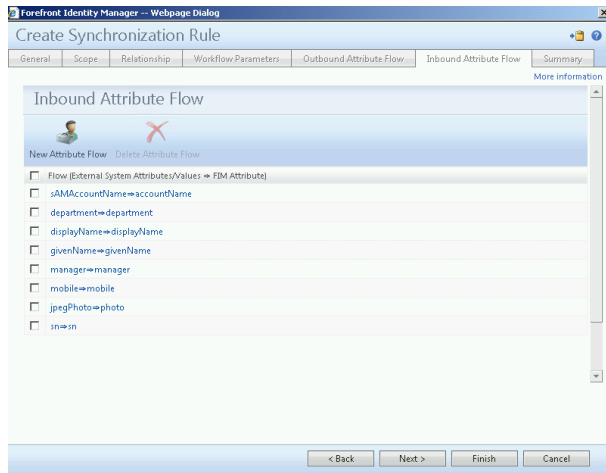 Forefront Identity Manager -- Webpage Dialog
Create Synchronization Rule
General Scope Relationship Workflow Parameters Outbound Attribute Flow Inbound Attribute Flow Summary
More information
Inbound Attribute Flow
New Attribute Flow Delete Attribute Flow
Flow (External System Attributes/Values ⇒ FIM Attribute)
sAMAccountName⇒accountName
department⇒department
displayName⇒displayName
givenName⇒givenName
manager⇒manager
mobile⇒mobile
jpegPhoto⇒photo
sn⇒sn
< Back Next > Finish Cancel